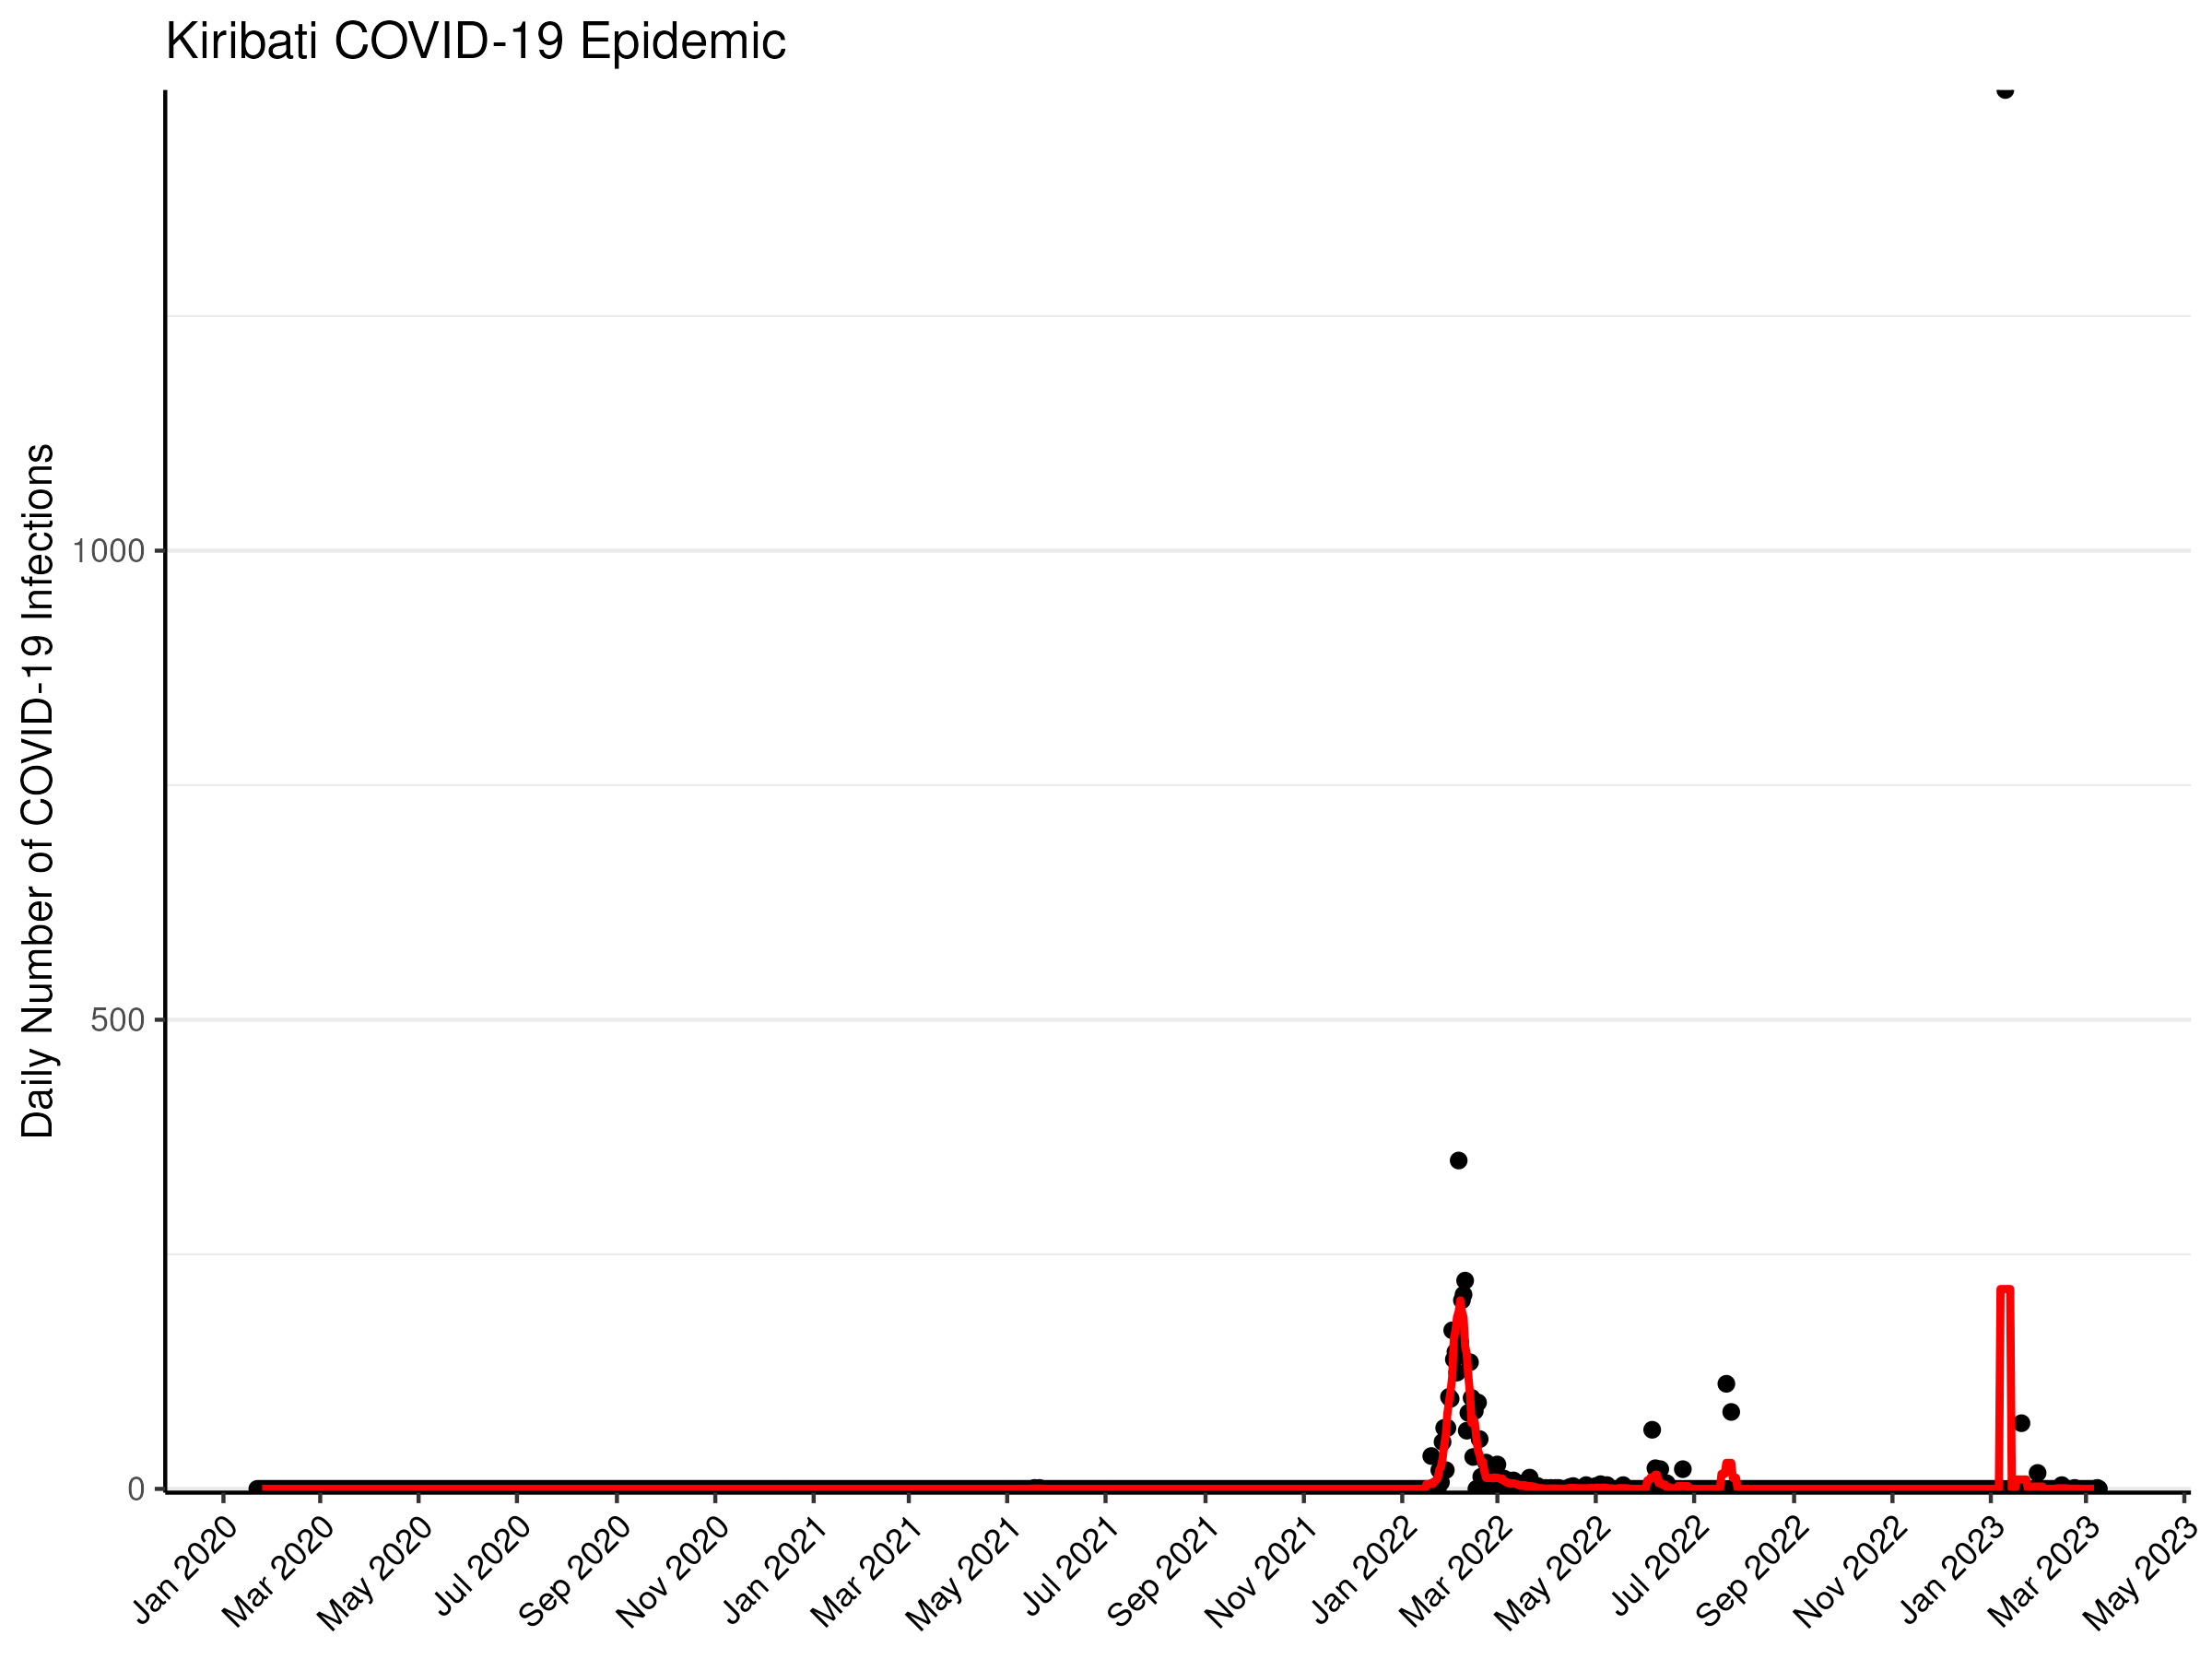 Kiribati COVID-19 Epidemic
Daily Number of COVID-19 Infections
1000
500
0
Jan 2020
Mar 2020
May 2020
Jul 2020
Sep 2020
Nov 2020
Jan 2021
Mar 2021
May 2021
Jul 2021
Sep 2021
Nov 2021
Jan 2022
Mar 2022
May 2022
Jul 2022
Sep 2022
Nov 2022
Jan 2023
Mar 2023
May 2023